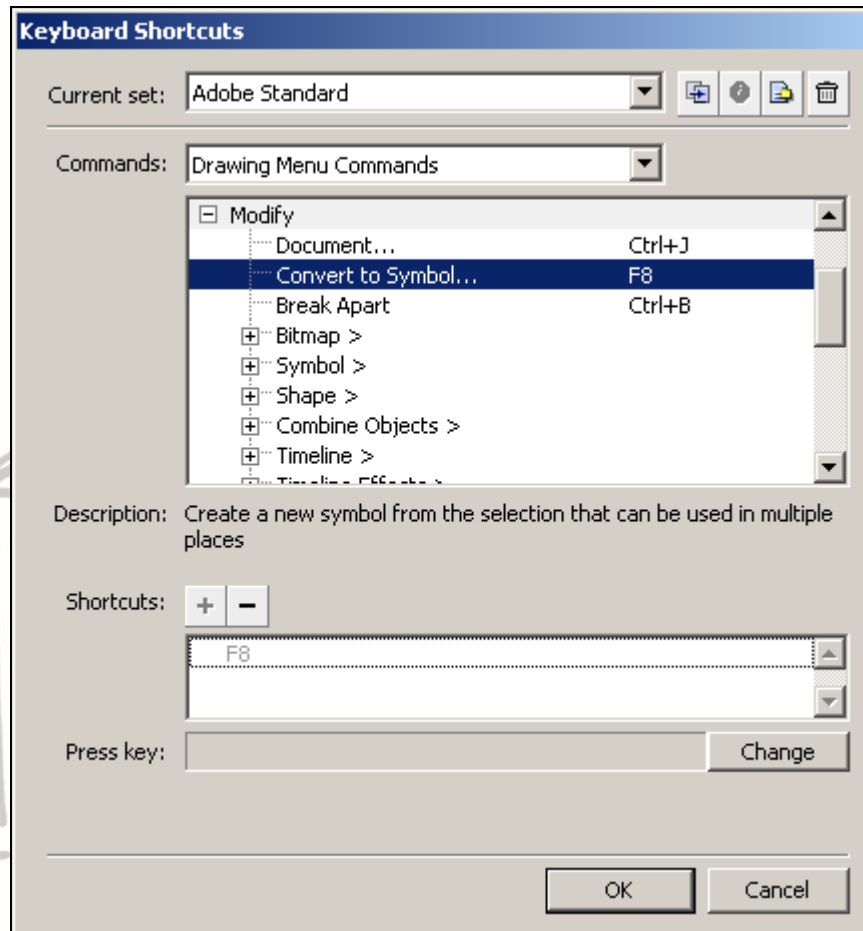 Keyboard Shortcuts
Current set: Adobe Standard
Commands: Drawing Menu Commands
Modify
Document... Ctrl+J
Convert to Symbol... F8
Break Apart Ctrl+B
Bitmap >
Symbol >
Shape >
Combine Objects >
Timeline >
Timeline Effects >
Description: Create a new symbol from the selection that can be used in multiple
places
Shortcuts:
F8
Press key: Change
OK Cancel